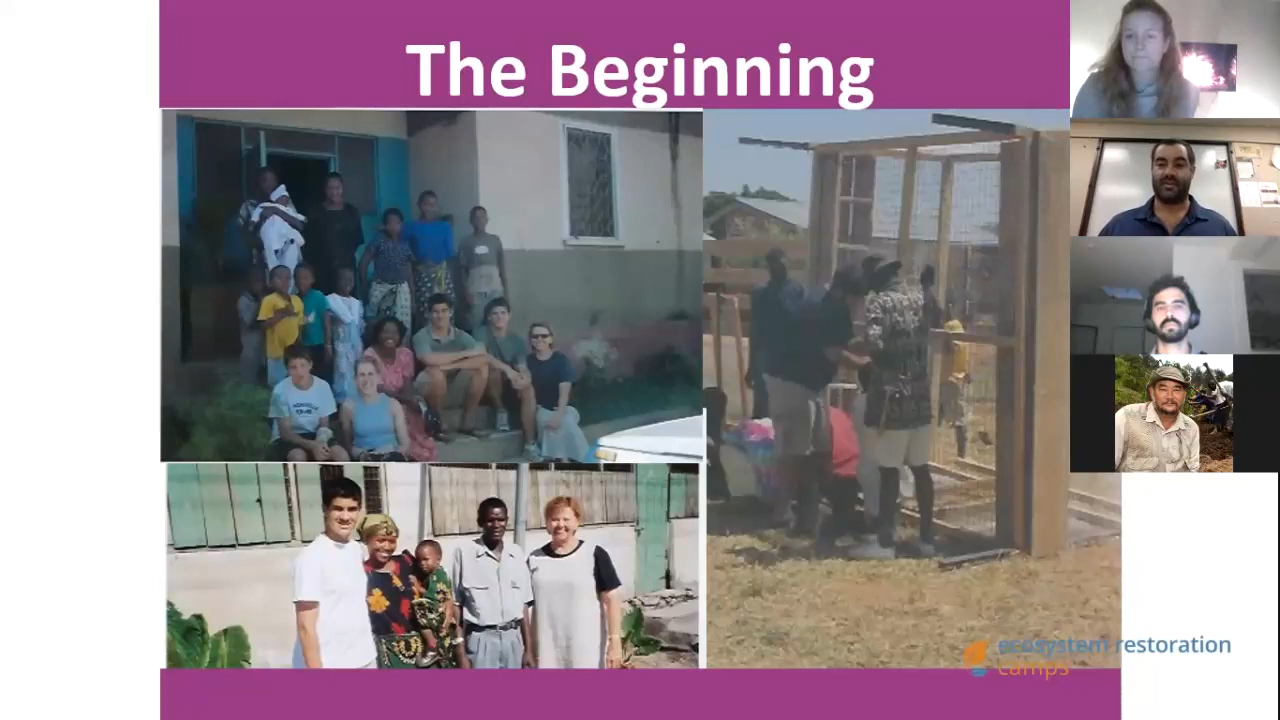 The Beginning
ecosystem restoration
camps